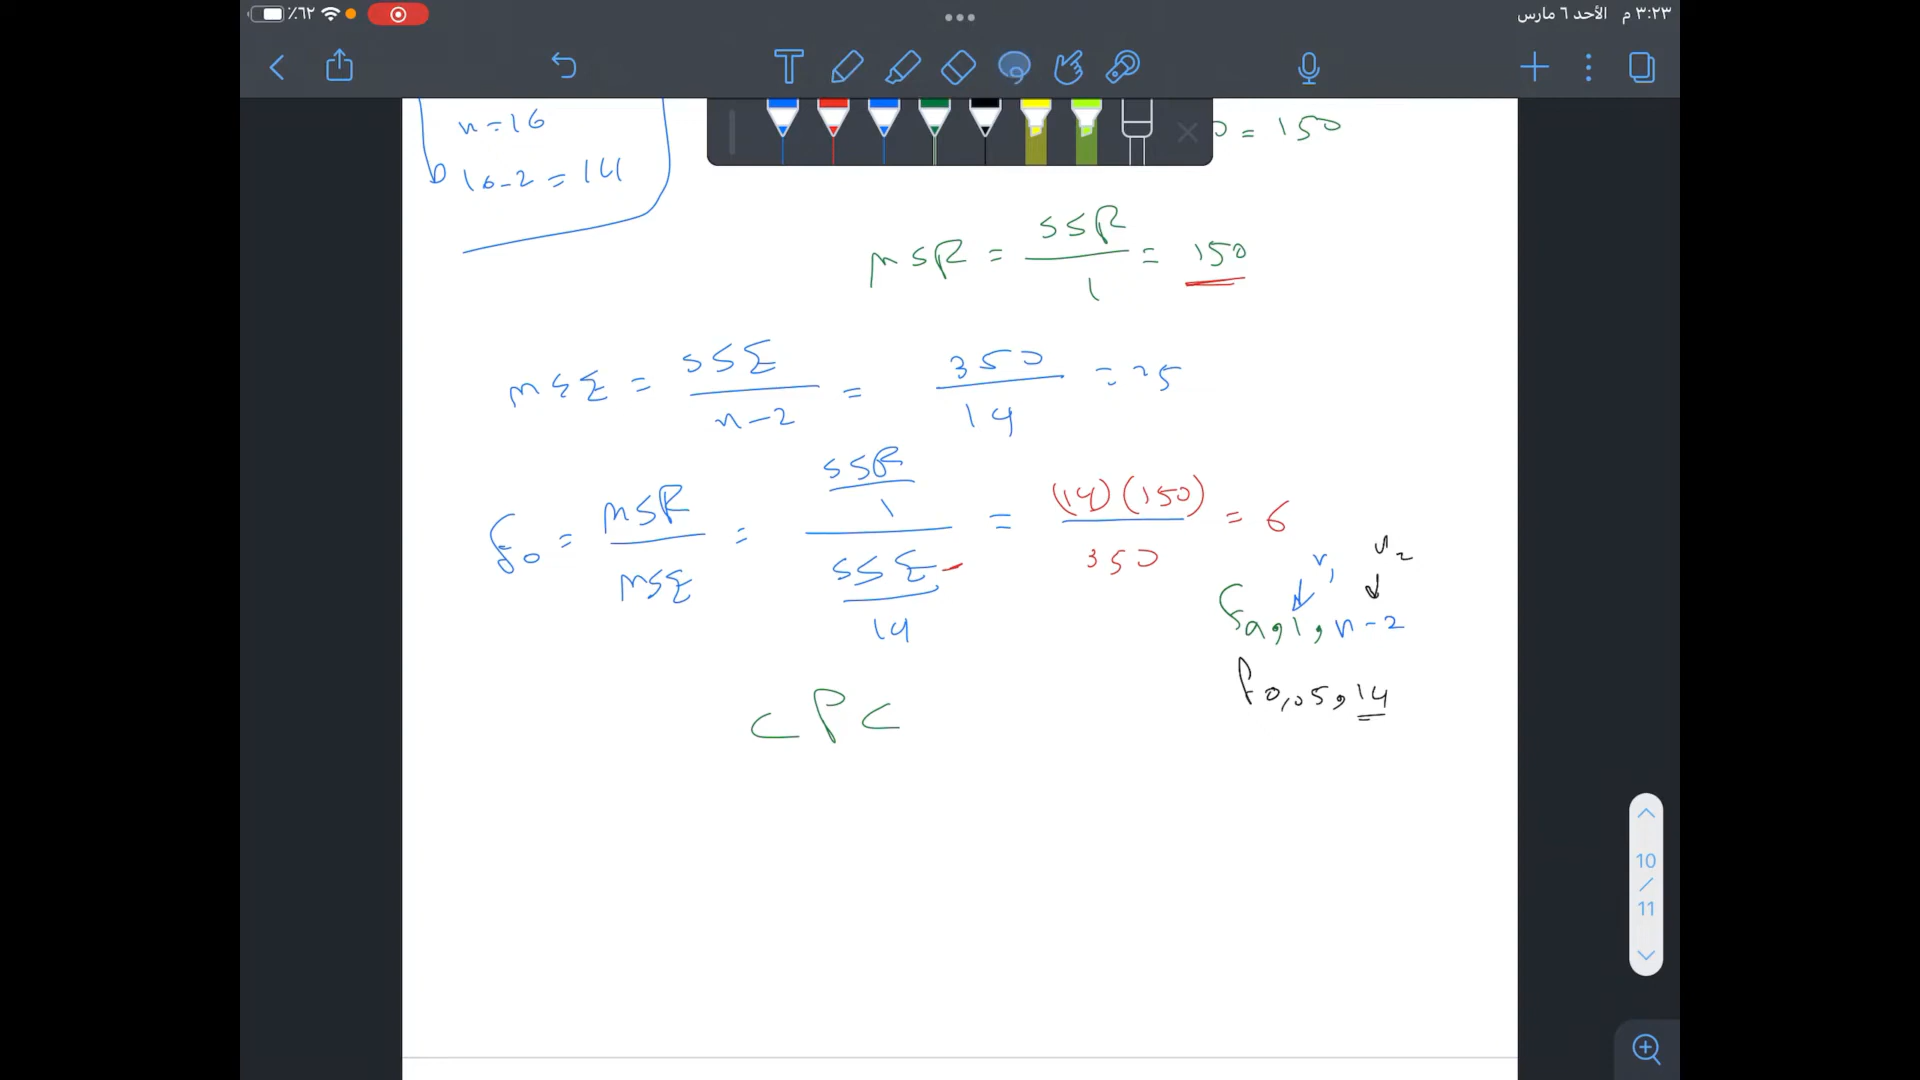 ٪٦٢
٣:٢٣ م الأحد ٦ مارس
n = 16
16 - 2 = 14
0 = 150
MSR = SSR / 1 = 150
MSE = SSE / n-2 = 350 / 14 = 25
f0 = MSR / MSE = SSR / 1 / SSE / 14 = (14)(150) / 350 = 6
v1 v2
fα, 1, n-2
f0.05, 14
< P <
10
/
11